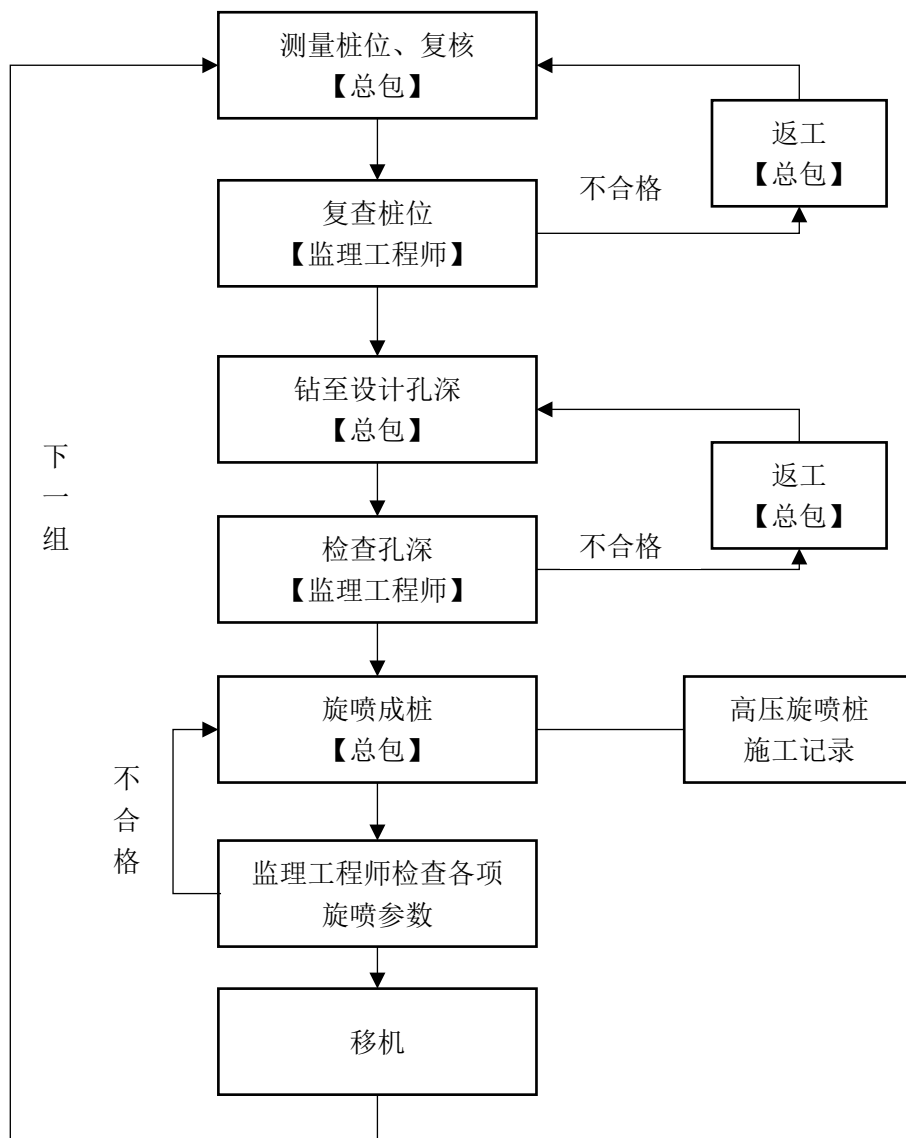 测量桩位、复核
【总包】
返工
【总包】
不合格
复查桩位
【监理工程师】
钻至设计孔深
【总包】
下
一
组
返工
【总包】
不合格
检查孔深
【监理工程师】
旋喷成桩
【总包】
高压旋喷桩
施工记录
不
合
格
监理工程师检查各项
旋喷参数
移机